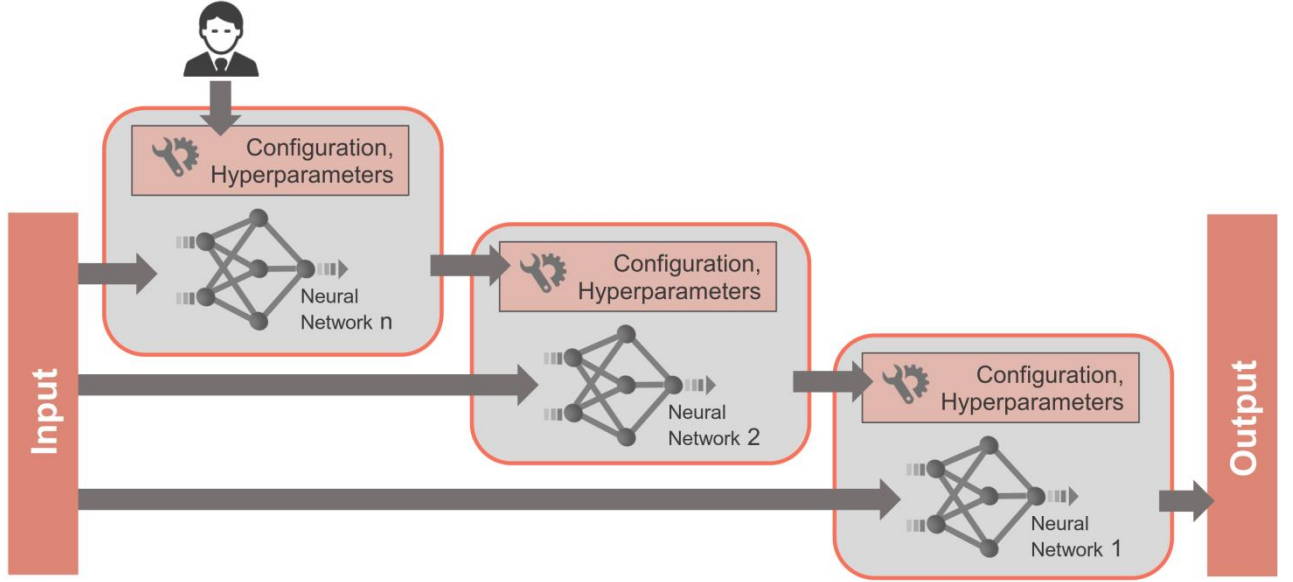 Configuration,
Hyperparameters
Neural
Network n
Configuration,
Hyperparameters
Neural
Network 2
Configuration,
Hyperparameters
Neural
Network 1
Input
Output